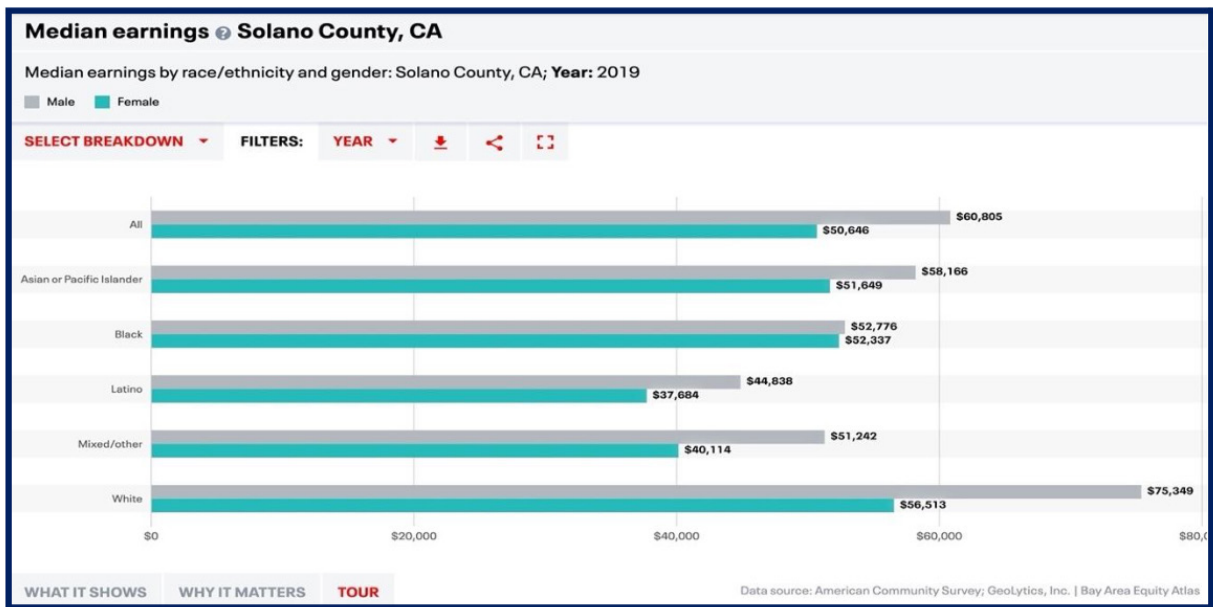 Median earnings ? Solano County, CA
Median earnings by race/ethnicity and gender: Solano County, CA; Year: 2019
Male Female
SELECT BREAKDOWN FILTERS: YEAR
All
$60,805
$50,646
Asian or Pacific Islander
$58,166
$51,649
Black
$52,776
$52,337
Latino
$44,838
$37,684
Mixed/other
$51,242
$40,114
White
$75,349
$56,513
$0 $20,000 $40,000 $60,000 $80,0
WHAT IT SHOWS WHY IT MATTERS TOUR
Data source: American Community Survey; GeoLytics, Inc. | Bay Area Equity Atlas